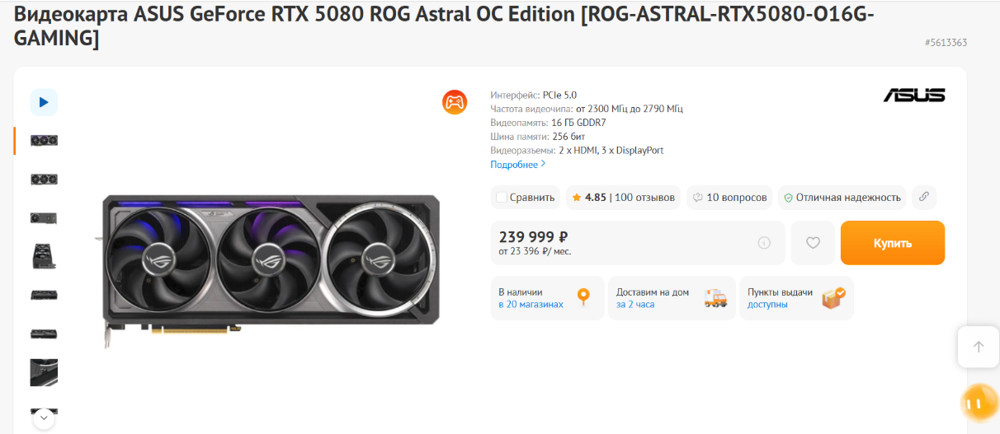 Видеокарта ASUS GeForce RTX 5080 ROG Astral OC Edition [ROG-ASTRAL-RTX5080-O16G-
GAMING]
#5613363
Интерфейс: PCIe 5.0
Частота видеочипа: от 2300 МГц до 2790 МГц
Видеопамять: 16 ГБ GDDR7
Шина памяти: 256 бит
Видеоразъемы: 2 x HDMI, 3 x DisplayPort
Подробнее
ASUS
Сравнить
4.85 | 100 отзывов
10 вопросов
Отличная надежность
239 999 ₽
от 23 396 ₽/ мес.
Купить
В наличии
в 20 магазинах
Доставим на дом
за 2 часа
Пункты выдачи
доступны